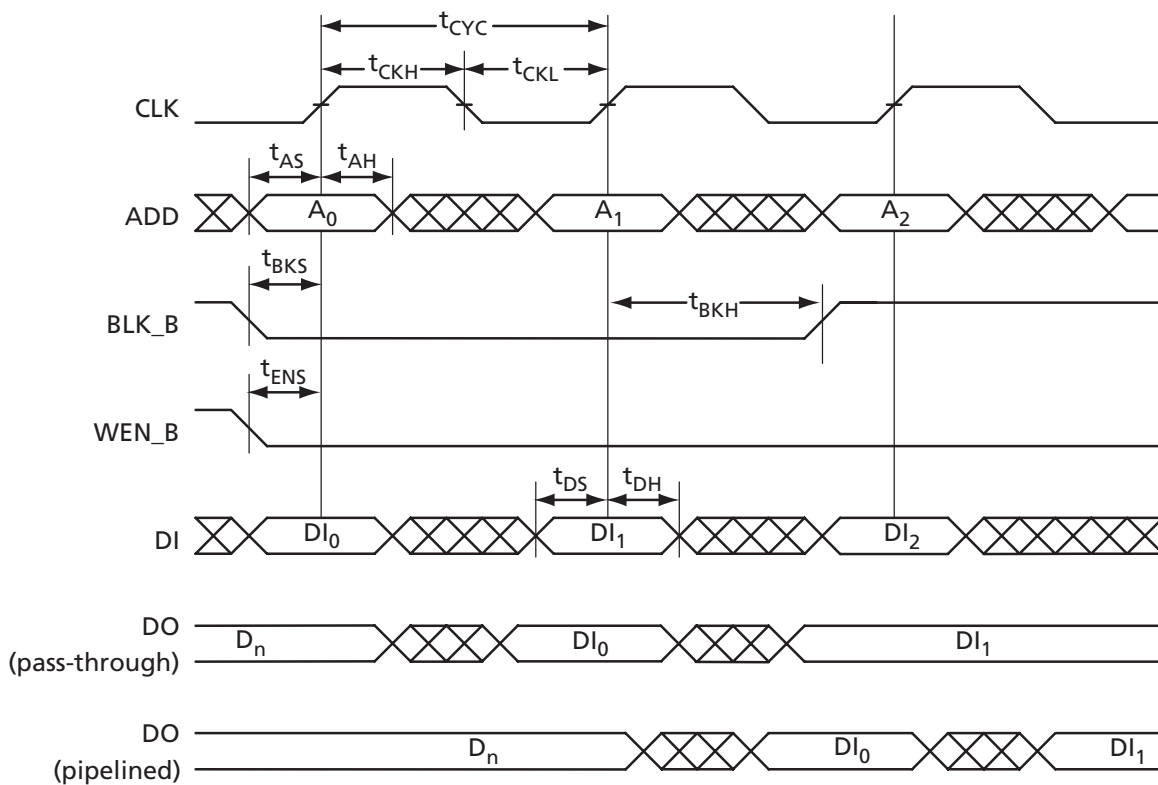 tCYC
tCKH tCKL
CLK
tAS tAH
ADD A0 A1 A2
tBKS
BLK_B tBKH
tENS
WEN_B
tDS tDH
DI DI0 DI1 DI2
DO
(pass-through) Dn DI0 DI1
DO
(pipelined) Dn DI0 DI1